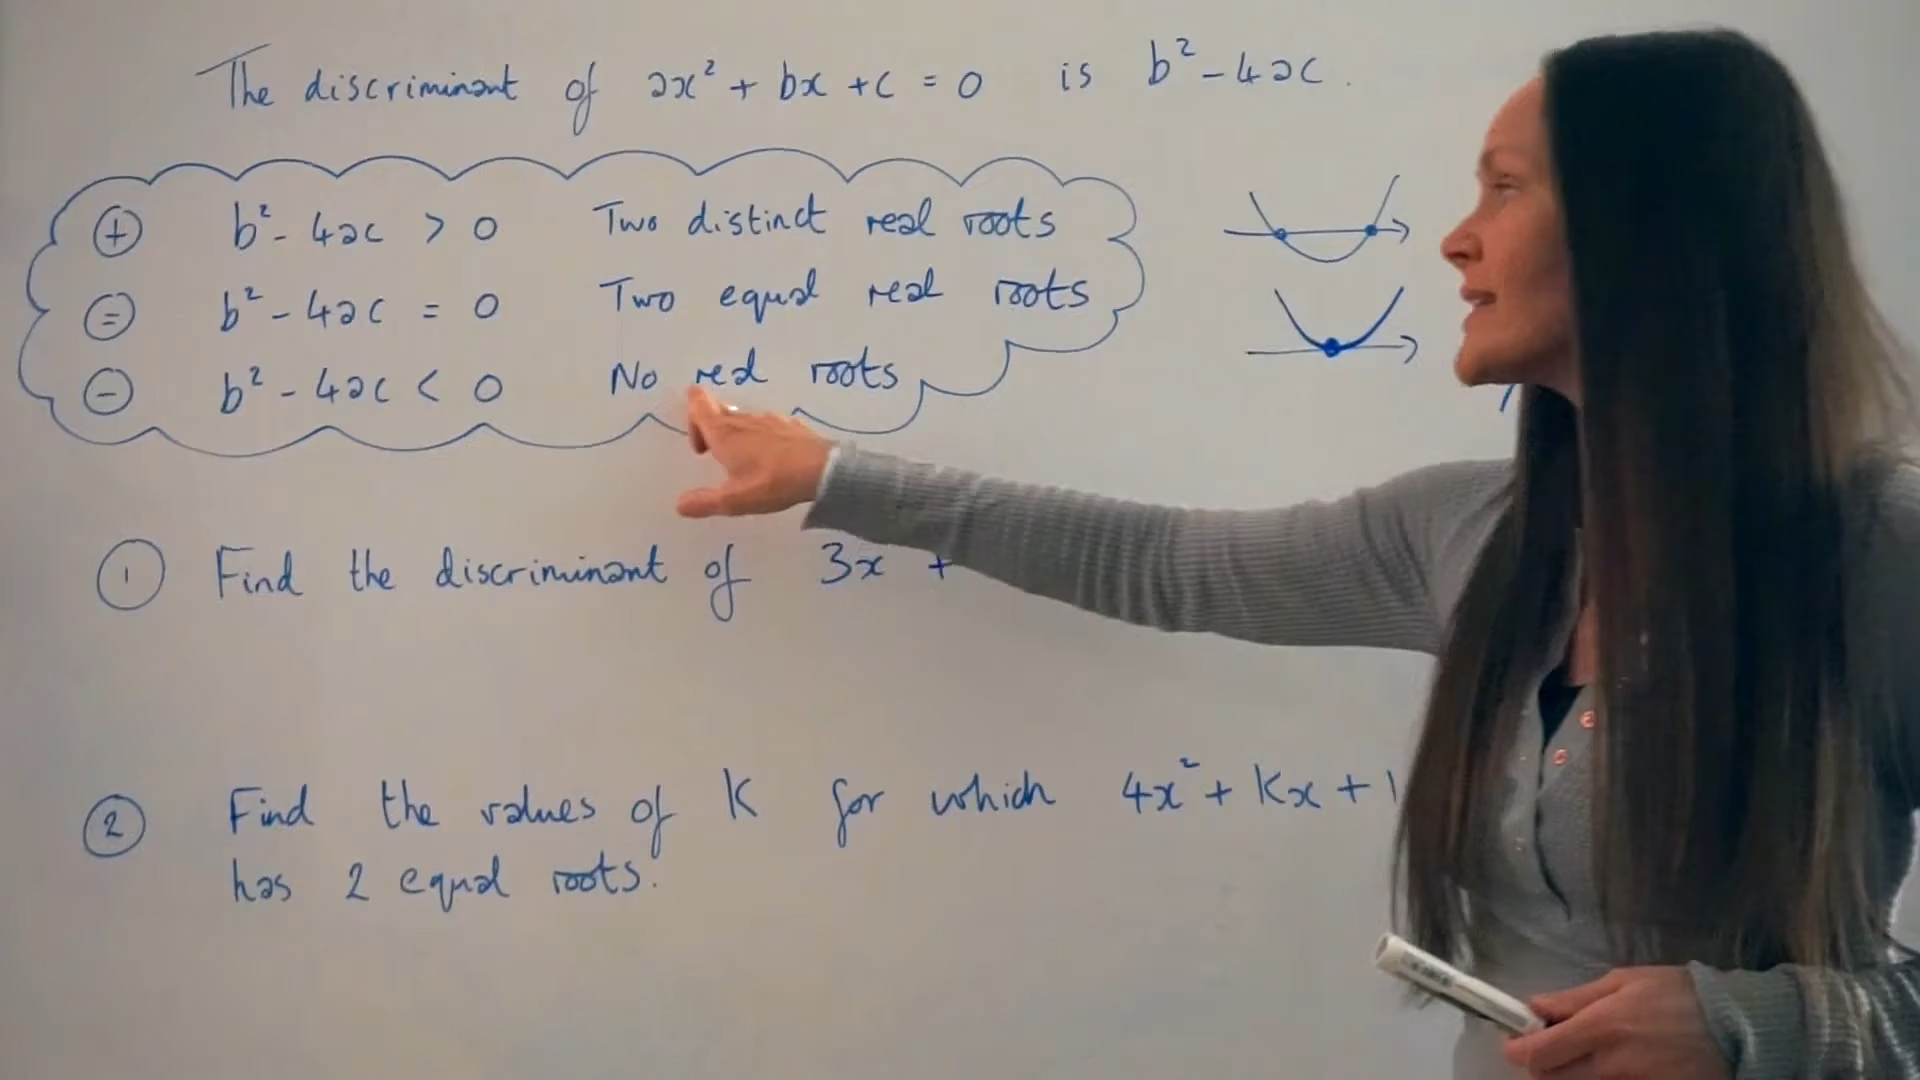 The discriminant of ax² + bx + c = 0 is b² - 4ac.
+ b² - 4ac > 0 Two distinct real roots
= b² - 4ac = 0 Two equal real roots
- b² - 4ac < 0 No real roots
1 Find the discriminant of 3x +
2 Find the values of K for which 4x² + Kx + 1
has 2 equal roots.